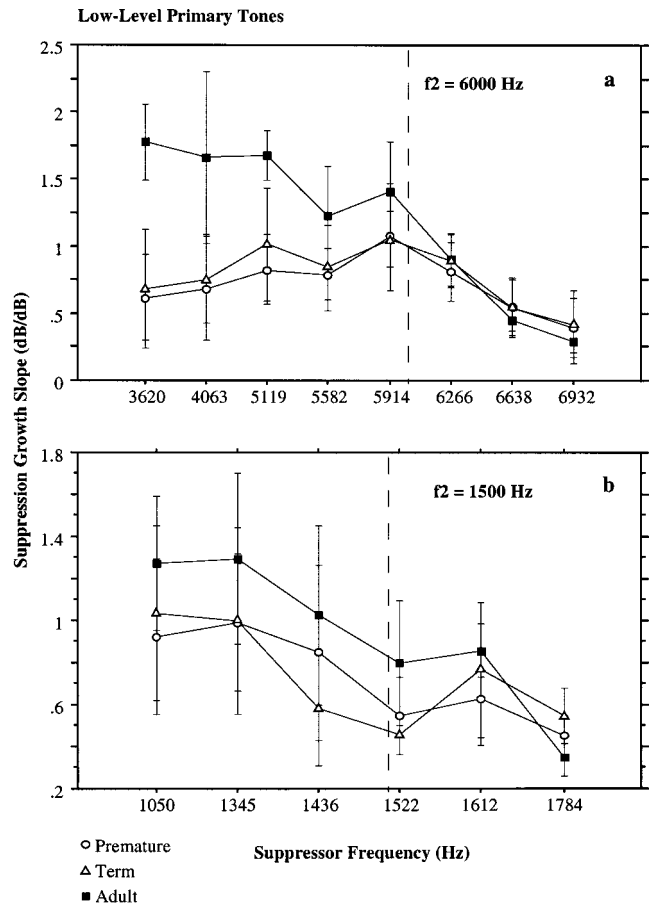 Low-Level Primary Tones
Suppression Growth Slope (dB/dB)
2.5
2
1.5
1
.5
0
f2 = 6000 Hz
a
3620 4063 5119 5582 5914 6266 6638 6932
1.8
1.4
1
.6
.2
f2 = 1500 Hz
b
1050 1345 1436 1522 1612 1784
Suppressor Frequency (Hz)
Premature
Term
Adult